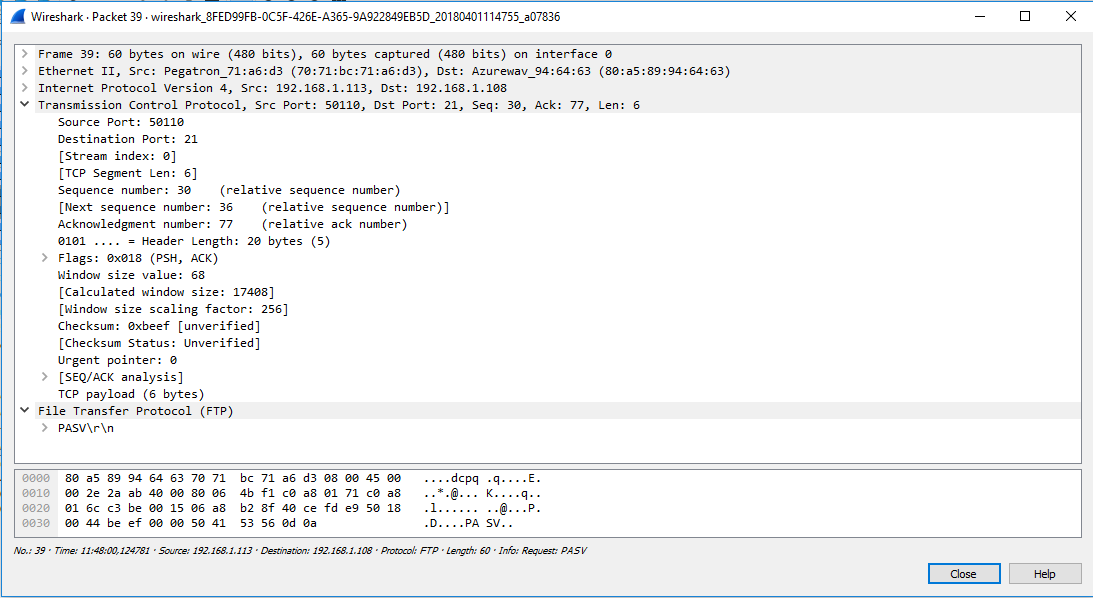 Wireshark · Packet 39 · wireshark_8FED99FB-0C5F-426E-A365-9A922849EB5D_20180401114755_a07836
Frame 39: 60 bytes on wire (480 bits), 60 bytes captured (480 bits) on interface 0
Ethernet II, Src: Pegatron_71:a6:d3 (70:71:bc:71:a6:d3), Dst: Azurewav_94:64:63 (80:a5:89:94:64:63)
Internet Protocol Version 4, Src: 192.168.1.113, Dst: 192.168.1.108
Transmission Control Protocol, Src Port: 50110, Dst Port: 21, Seq: 30, Ack: 77, Len: 6
Source Port: 50110
Destination Port: 21
[Stream index: 0]
[TCP Segment Len: 6]
Sequence number: 30    (relative sequence number)
[Next sequence number: 36    (relative sequence number)]
Acknowledgment number: 77    (relative ack number)
0101 .... = Header Length: 20 bytes (5)
Flags: 0x018 (PSH, ACK)
Window size value: 68
[Calculated window size: 17408]
[Window size scaling factor: 256]
Checksum: 0xbeef [unverified]
[Checksum Status: Unverified]
Urgent pointer: 0
[SEQ/ACK analysis]
TCP payload (6 bytes)
File Transfer Protocol (FTP)
PASV\r\n
0000  80 a5 89 94 64 63 70 71  bc 71 a6 d3 08 00 45 00   ....dcpq .q....E.
0010  00 2e 2a ab 40 00 80 06  4b f1 c0 a8 01 71 c0 a8   ..*.@... K....q..
0020  01 6c c3 be 00 15 06 a8  b2 8f 40 ce fd e9 50 18   .l...... ..@...P.
0030  00 44 be ef 00 00 50 41  53 56 0d 0a   .D....PA SV..
No.: 39 · Time: 11:48:00,124781 · Source: 192.168.1.113 · Destination: 192.168.1.108 · Protocol: FTP · Length: 60 · Info: Request: PASV
Close Help